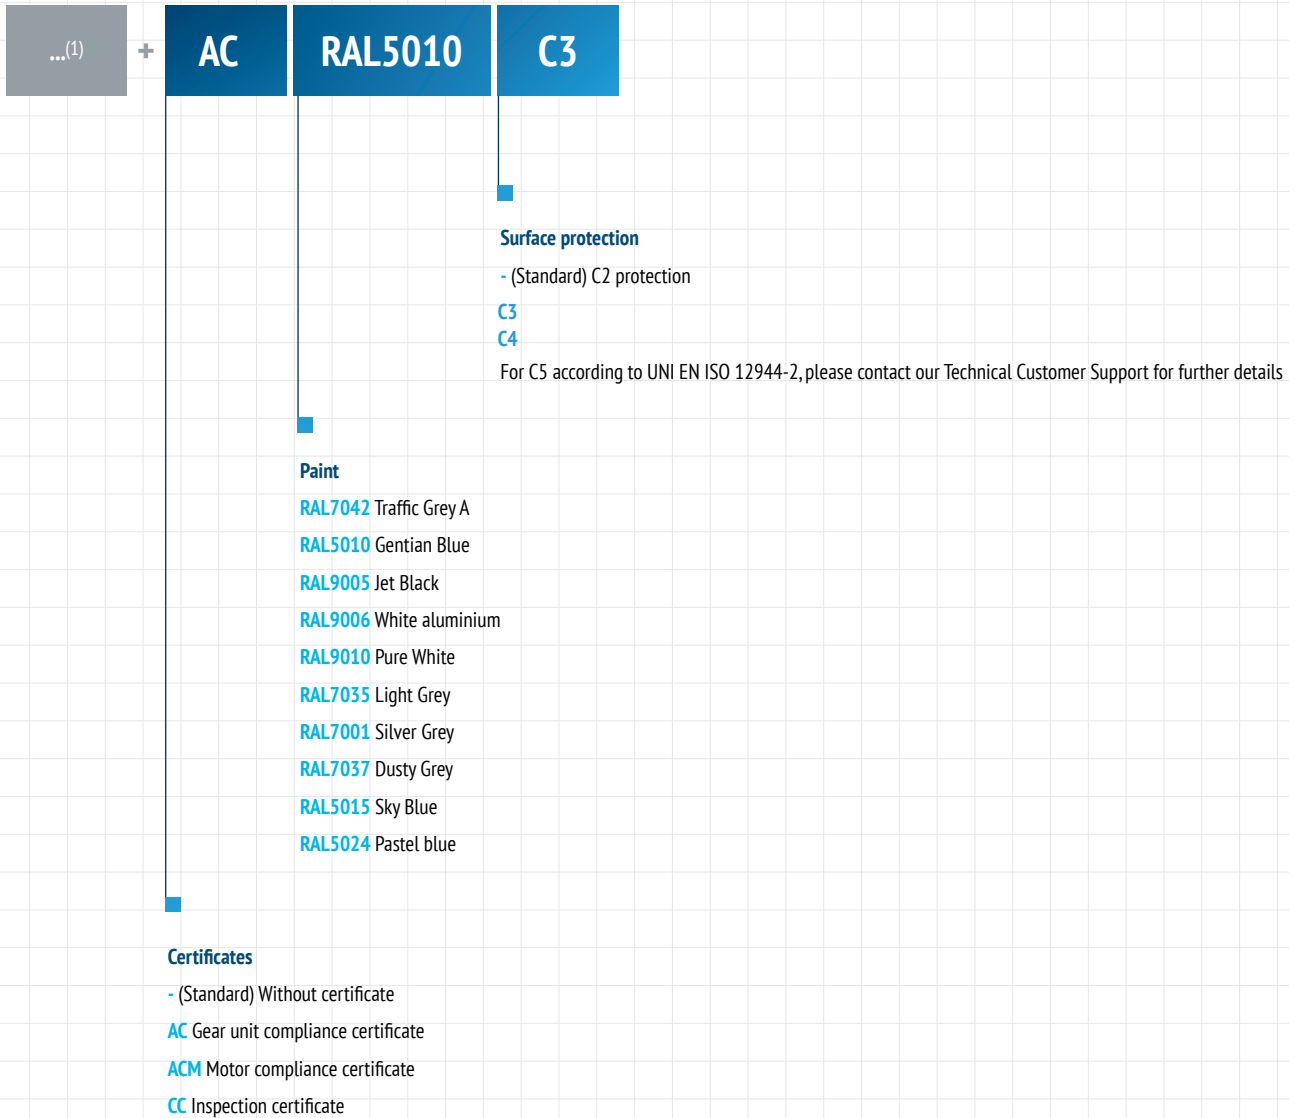 ...(1) + AC RAL5010 C3
Surface protection
- (Standard) C2 protection
C3
C4
For C5 according to UNI EN ISO 12944-2, please contact our Technical Customer Support for further details
Paint
RAL7042 Traffic Grey A
RAL5010 Gentian Blue
RAL9005 Jet Black
RAL9006 White aluminium
RAL9010 Pure White
RAL7035 Light Grey
RAL7001 Silver Grey
RAL7037 Dusty Grey
RAL5015 Sky Blue
RAL5024 Pastel blue
Certificates
- (Standard) Without certificate
AC Gear unit compliance certificate
ACM Motor compliance certificate
CC Inspection certificate